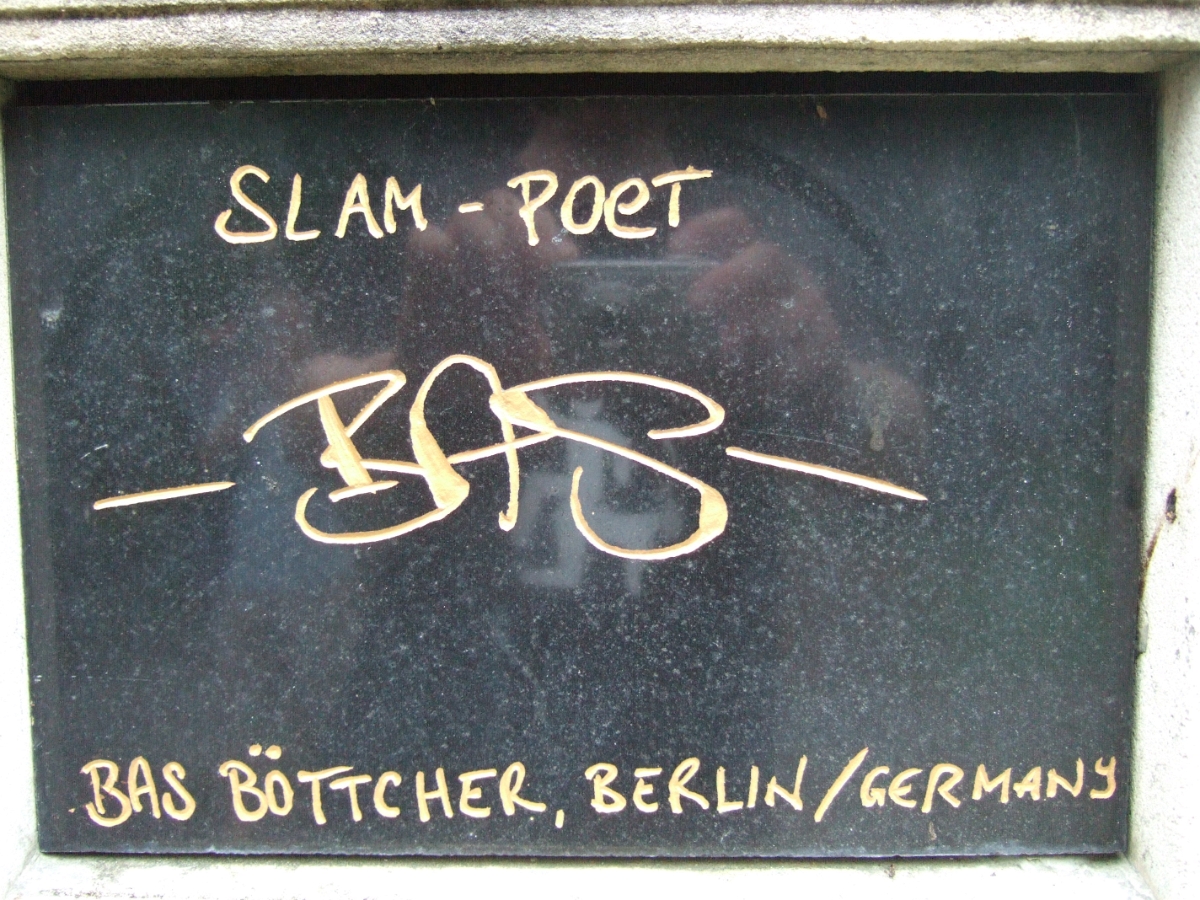 SLAM - POeT
- BAS -
BAS BÖTTCHER, BERLIN/GERMANY